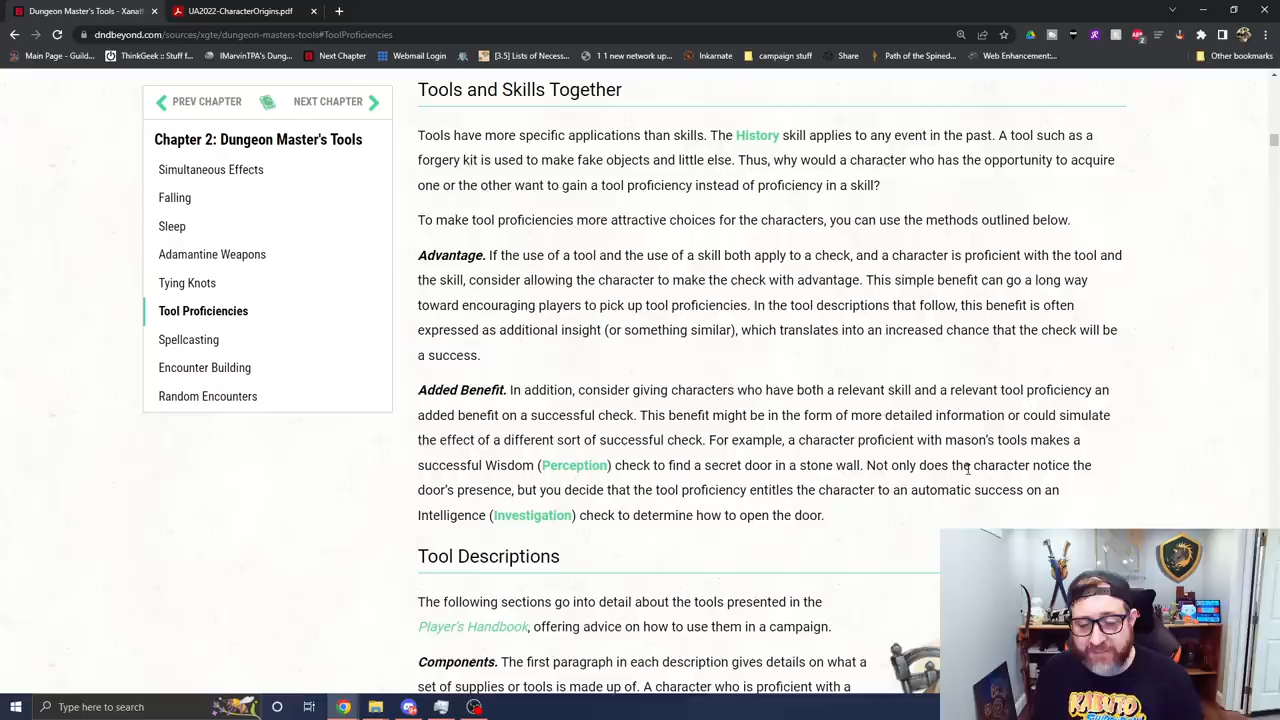 Dungeon Master's Tools - Xanath
UA2022-CharacterOrigins.pdf
dndbeyond.com/sources/xgte/dungeon-masters-tools#ToolProficiencies
Main Page - Guild...
ThinkGeek :: Stuff f...
IMarvinTPA's Dung...
Next Chapter
Webmail Login
[3.5] Lists of Necess...
1 1 new network up...
Inkarnate
campaign stuff
Path of the Spined...
Web Enhancement:...
Other bookmarks
PREV CHAPTER
NEXT CHAPTER
Chapter 2: Dungeon Master's Tools
Simultaneous Effects
Falling
Sleep
Adamantine Weapons
Tying Knots
Tool Proficiencies
Spellcasting
Encounter Building
Random Encounters
Tools and Skills Together
Tools have more specific applications than skills. The History skill applies to any event in the past. A tool such as a
forgery kit is used to make fake objects and little else. Thus, why would a character who has the opportunity to acquire
one or the other want to gain a tool proficiency instead of proficiency in a skill?
To make tool proficiencies more attractive choices for the characters, you can use the methods outlined below.
Advantage. If the use of a tool and the use of a skill both apply to a check, and a character is proficient with the tool and
the skill, consider allowing the character to make the check with advantage. This simple benefit can go a long way
toward encouraging players to pick up tool proficiencies. In the tool descriptions that follow, this benefit is often
expressed as additional insight (or something similar), which translates into an increased chance that the check will be
a success.
Added Benefit. In addition, consider giving characters who have both a relevant skill and a relevant tool proficiency an
added benefit on a successful check. This benefit might be in the form of more detailed information or could simulate
the effect of a different sort of successful check. For example, a character proficient with mason's tools makes a
successful Wisdom (Perception) check to find a secret door in a stone wall. Not only does the character notice the
door's presence, but you decide that the tool proficiency entitles the character to an automatic success on an
Intelligence (Investigation) check to determine how to open the door.
Tool Descriptions
The following sections go into detail about the tools presented in the
Player's Handbook, offering advice on how to use them in a campaign.
Components. The first paragraph in each description gives details on what a
set of supplies or tools is made up of. A character who is proficient with a
KABUTO
Type here to search